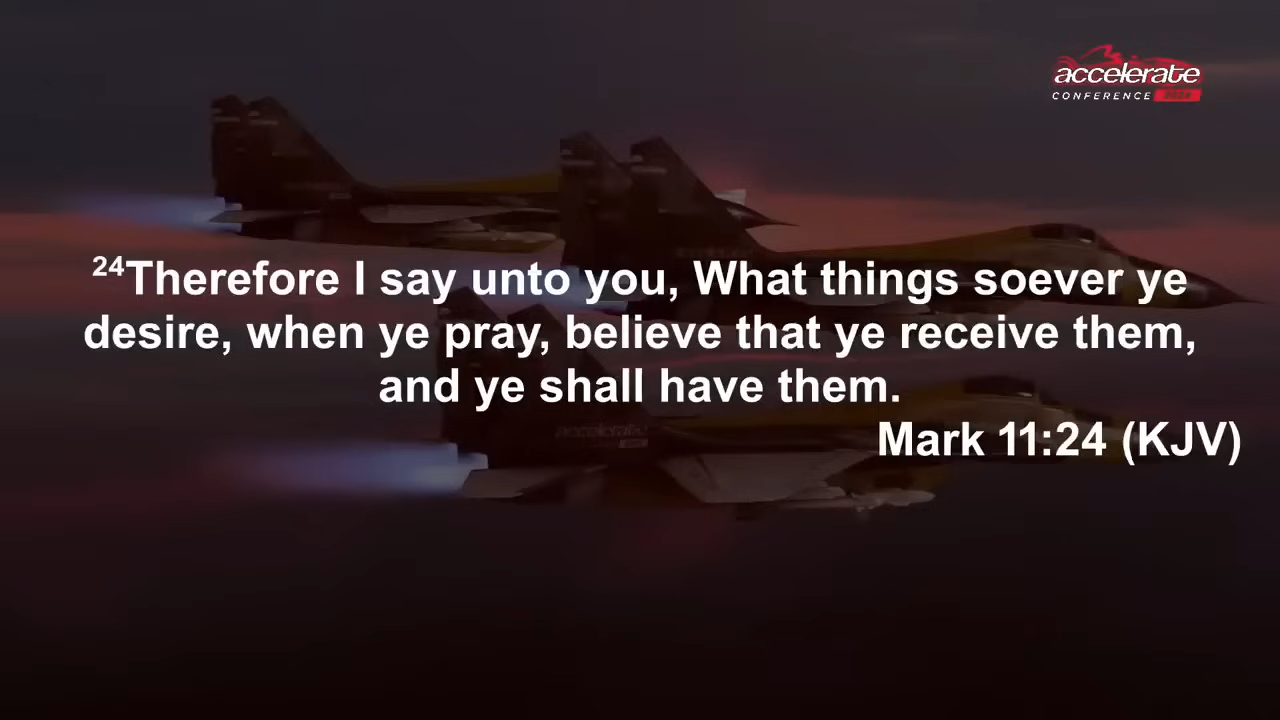 accelerate
CONFERENCE
24Therefore I say unto you, What things soever ye
desire, when ye pray, believe that ye receive them,
and ye shall have them.
Mark 11:24 (KJV)
accelerate